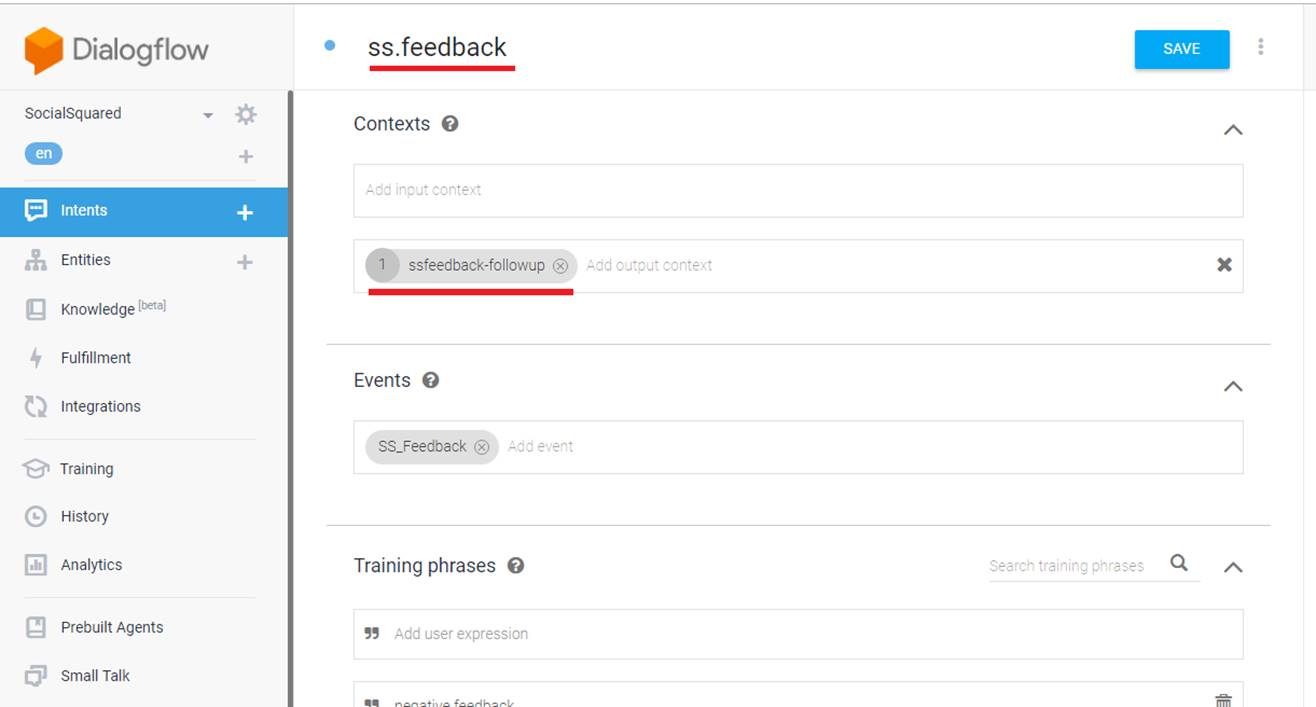 Dialogflow
SocialSquared
en
Intents
Entities
Knowledge [beta]
Fulfillment
Integrations
Training
History
Analytics
Prebuilt Agents
Small Talk
ss.feedback
SAVE
Contexts ?
Add input context
1 ssfeedback-followup Add output context
Events ?
SS_Feedback Add event
Training phrases ? Search training phrases
Add user expression
negative feedback